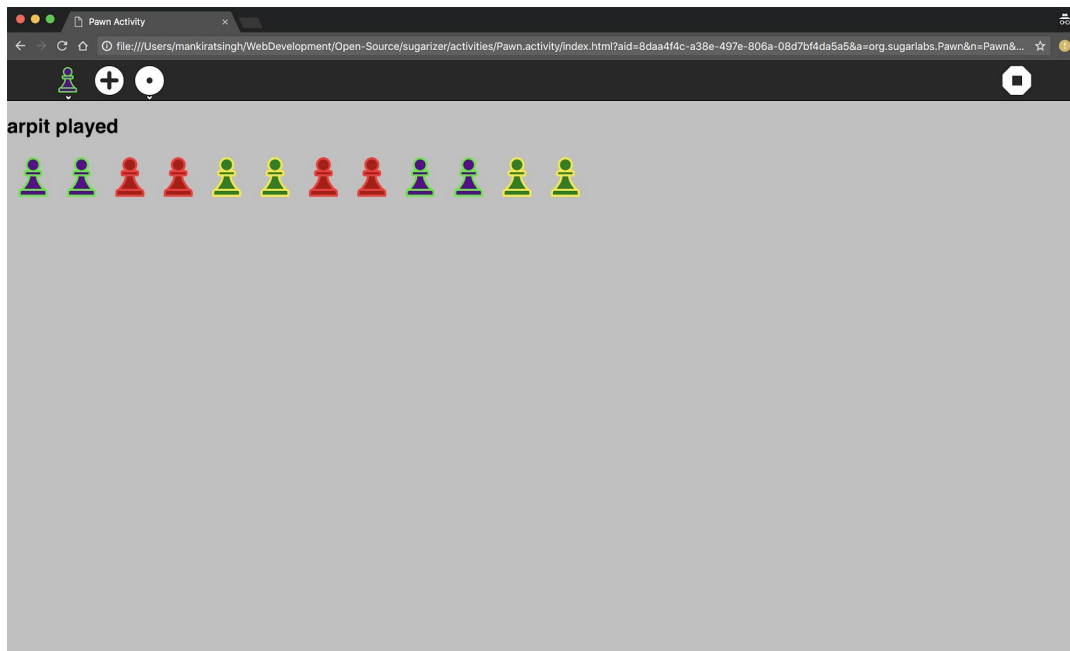 Pawn Activity
file:///Users/mankiratsingh/WebDevelopment/Open-Source/sugarizer/activities/Pawn.activity/index.html?aid=8daa4f4c-a38e-497e-806a-08d7bf4da5a5&a=org.sugarlabs.Pawn&n=Pawn&...
arpit played